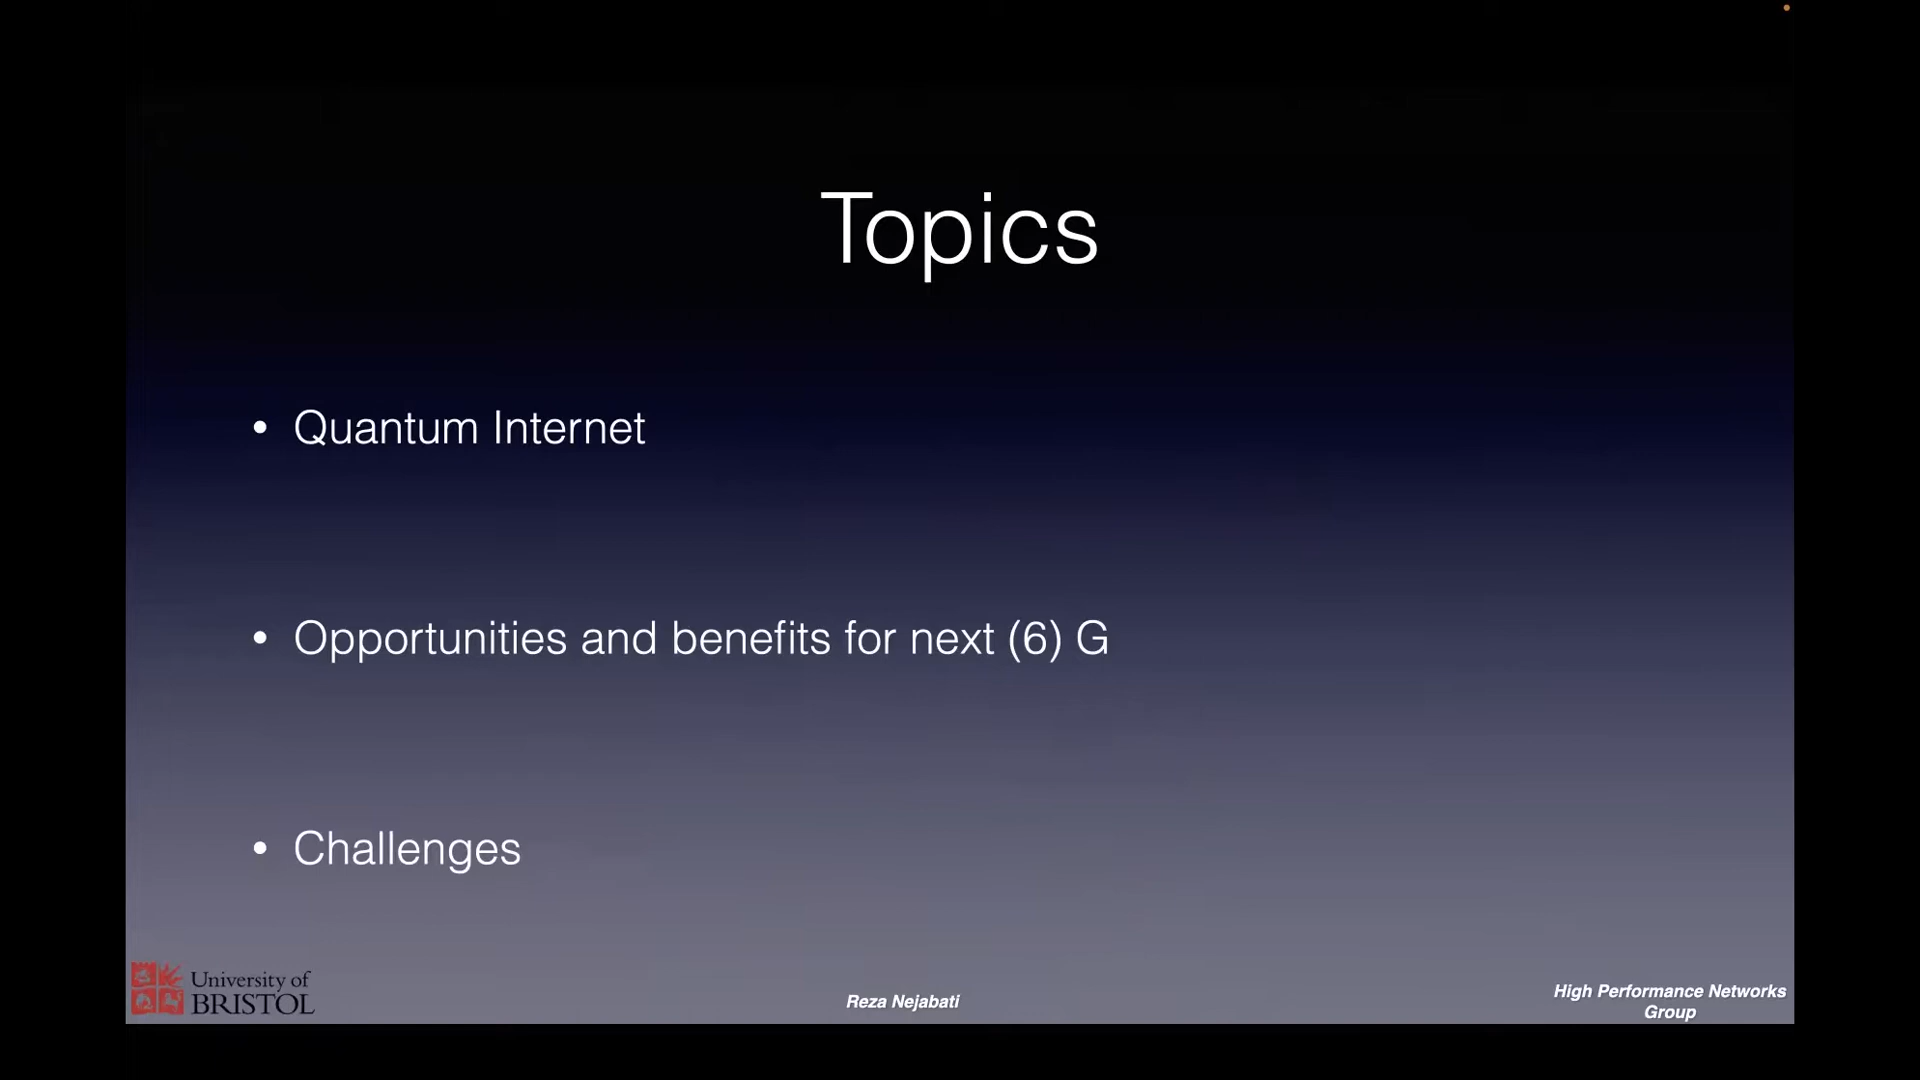 Topics
• Quantum Internet
• Opportunities and benefits for next (6) G
• Challenges
University of
BRISTOL
Reza Nejabati
High Performance Networks
Group